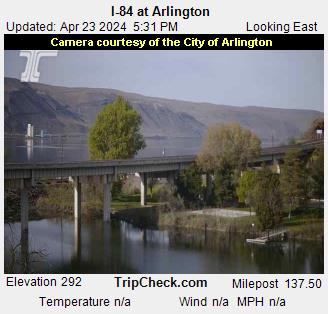 I-84 at Arlington
Updated: Apr 23 2024 5:31 PM Looking East
Camera courtesy of the City of Arlington
Elevation 292 TripCheck.com Milepost 137.50
Temperature n/a Wind n/a MPH n/a